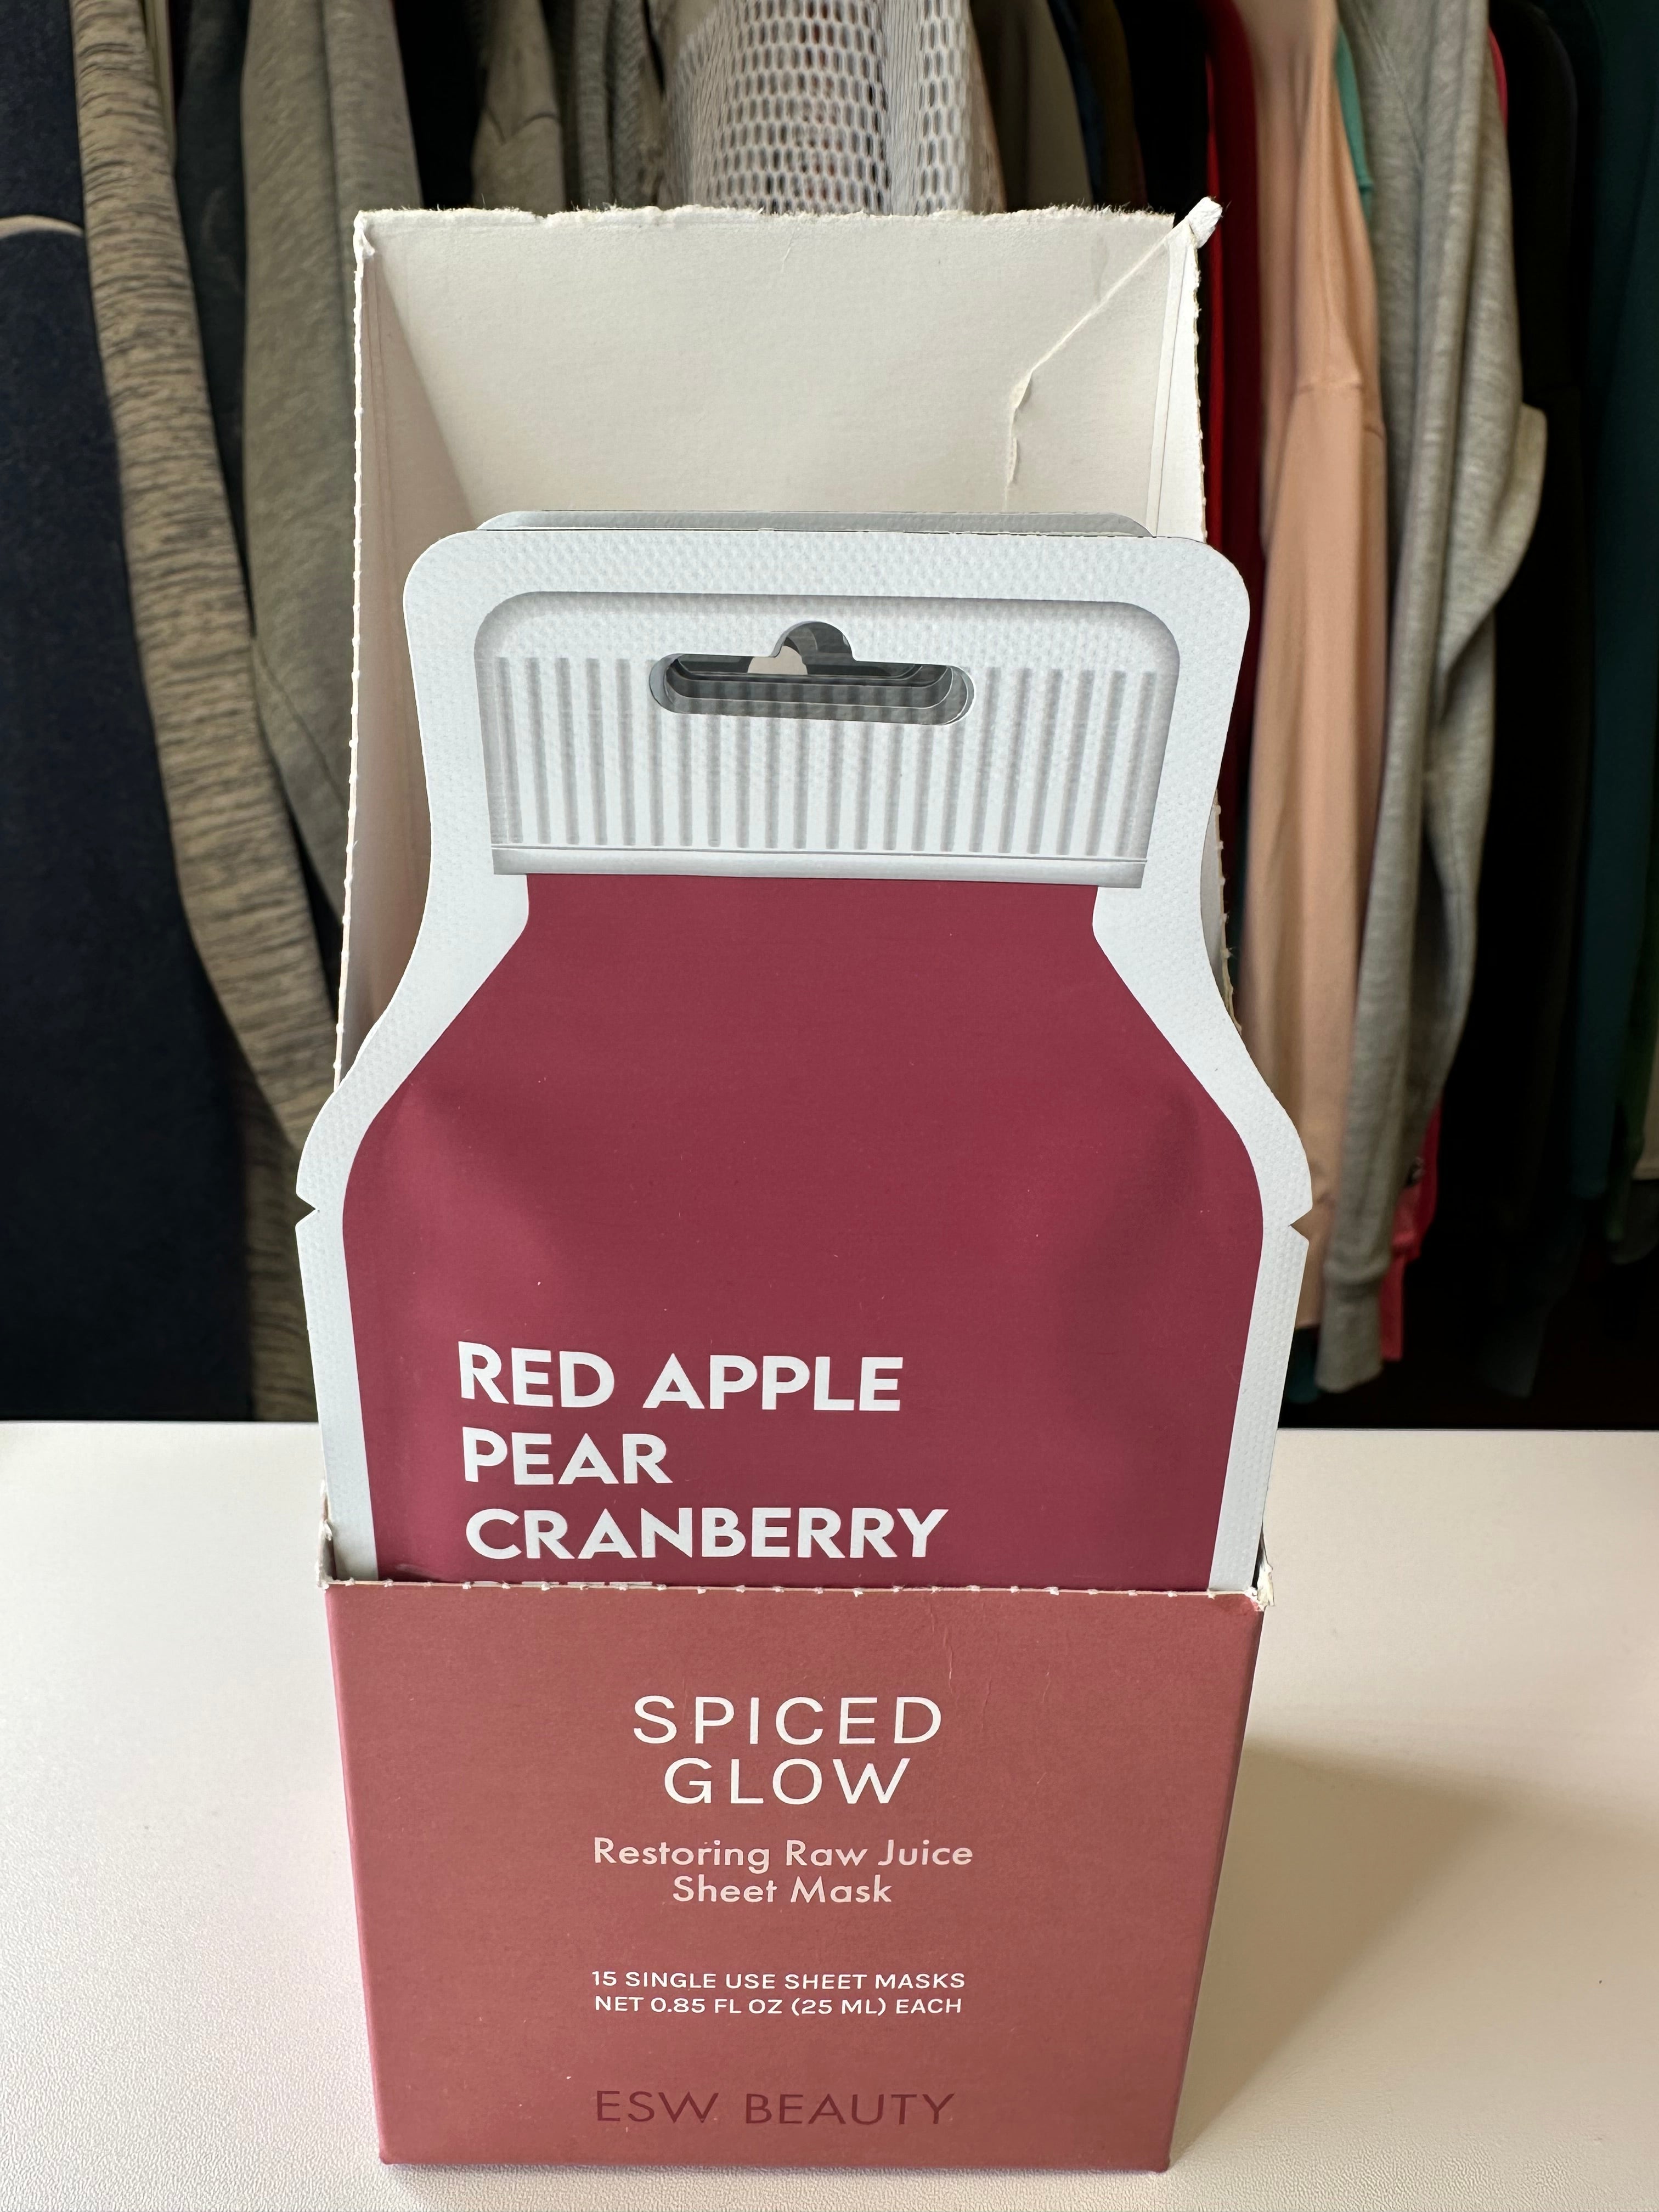 RED APPLE
PEAR
CRANBERRY
SPICED
GLOW
Restoring Raw Juice
Sheet Mask
15 SINGLE USE SHEET MASKS
NET 0.85 FL OZ (25 ML) EACH
ESW BEAUTY